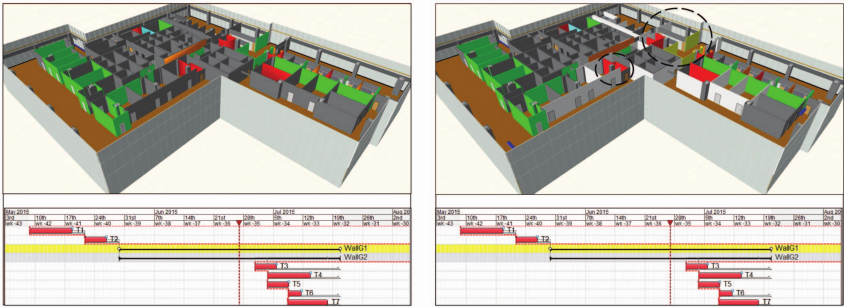 May 2015 Jun 2015 Jul 2015 Aug 20
3rd 10th 17th 24th 31st 7th 14th 21st 28th 5th 12th 19th 26th 2nd
wk -43 wk -42 wk -41 wk -40 wk -39 wk -38 wk -37 wk -36 wk -35 wk -34 wk -33 wk -32 wk -31 wk -30
T1
T2
WallG1
WallG2
T3
T4
T5
T6
T7
May 2015 Jun 2015 Jul 2015 Aug 20
3rd 10th 17th 24th 31st 7th 14th 21st 28th 5th 12th 19th 26th 2nd
wk -43 wk -42 wk -41 wk -40 wk -39 wk -38 wk -37 wk -36 wk -35 wk -34 wk -33 wk -32 wk -31 wk -30
T1
T2
WallG1
WallG2
T3
T4
T5
T6
T7